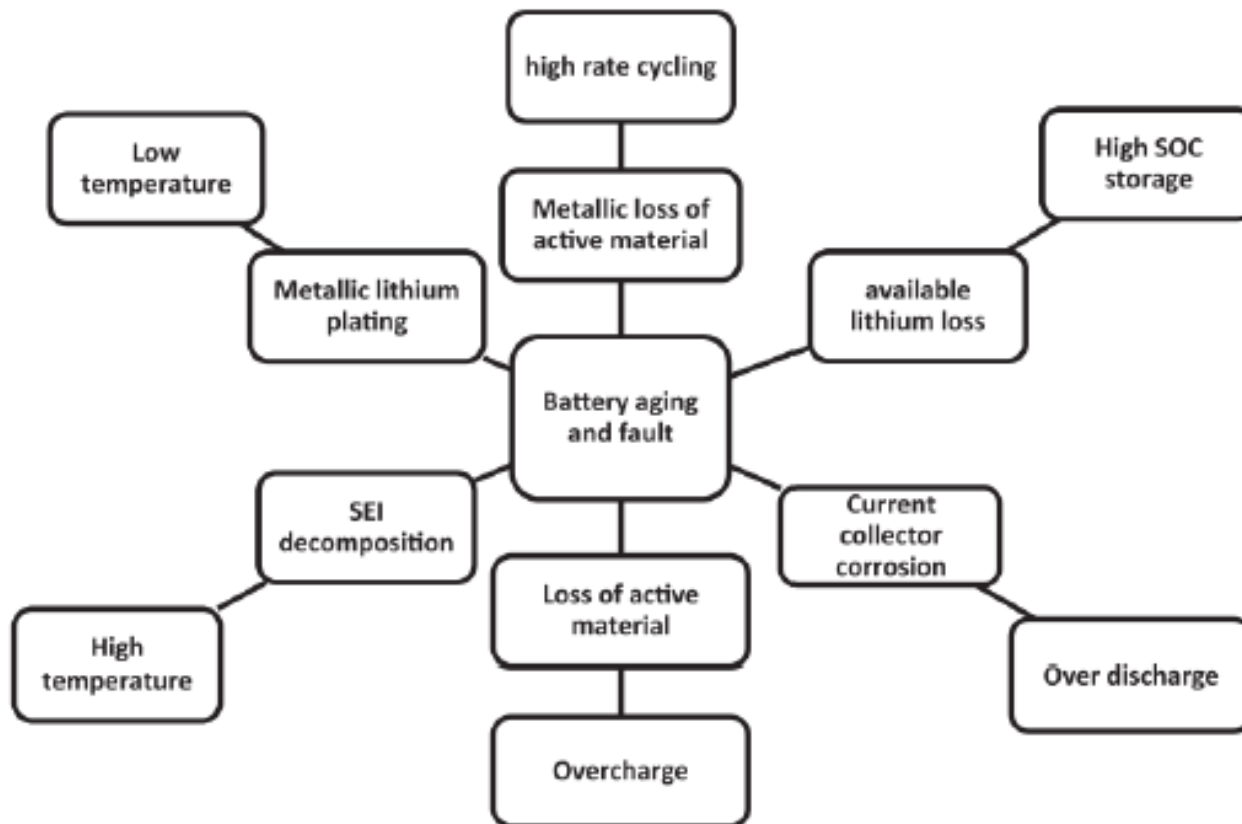 high rate cycling
Low
temperature
High SOC
storage
Metallic loss of
active material
Metallic lithium
plating
available
lithium loss
Battery aging
and fault
SEI
decomposition
Current
collector
corrosion
Loss of active
material
High
temperature
Over discharge
Overcharge